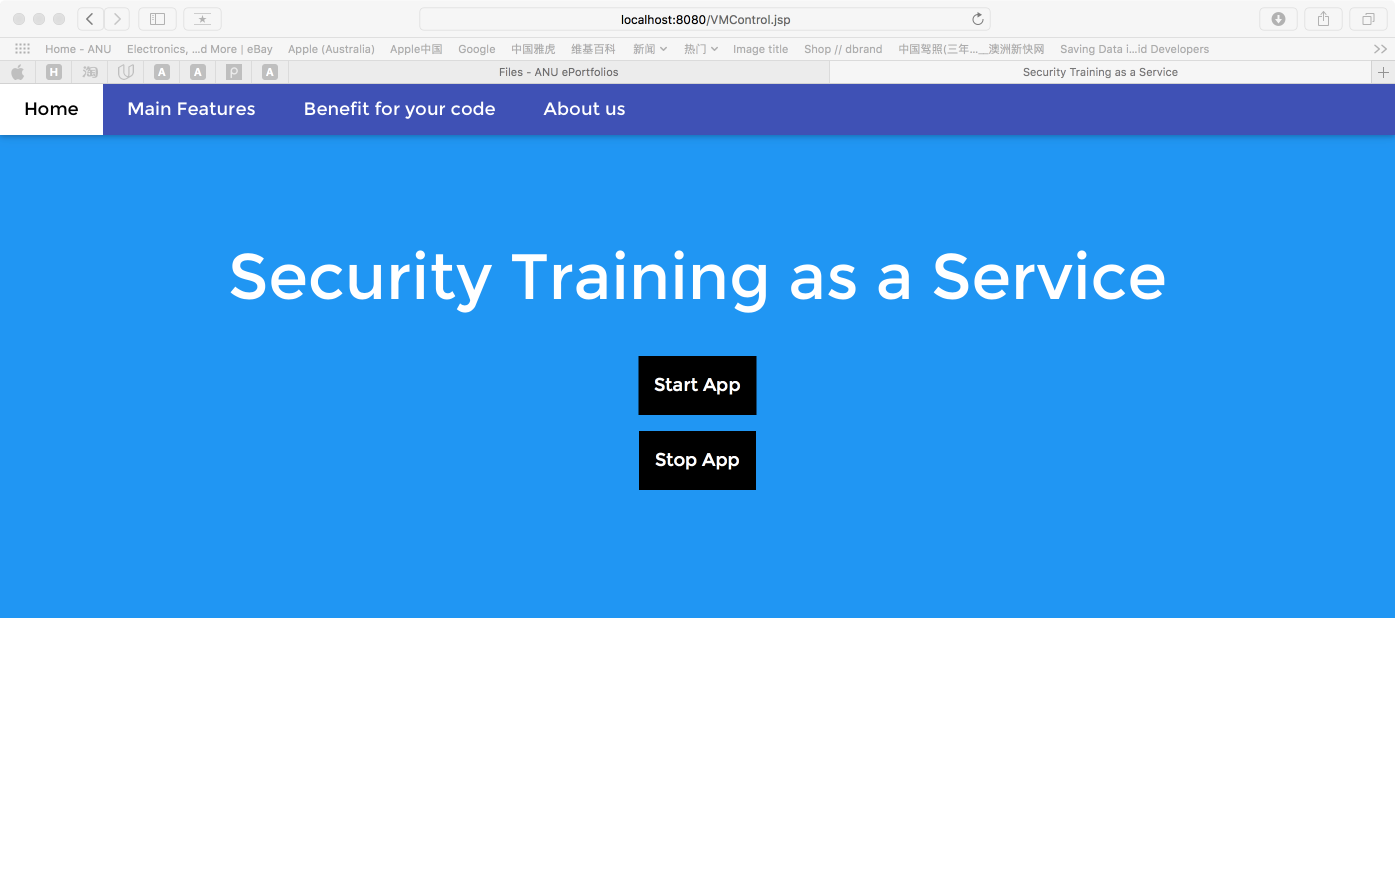 localhost:8080/VMControl.jsp
Home - ANU Electronics, ...d More | eBay Apple (Australia) Apple中国 Google 中国雅虎 维基百科 新闻 热门 Image title Shop // dbrand 中国驾照(三年...__澳洲新快网 Saving Data i...id Developers
H 淘 U A A P A Files - ANU ePortfolios Security Training as a Service
Home Main Features Benefit for your code About us
Security Training as a Service
Start App
Stop App